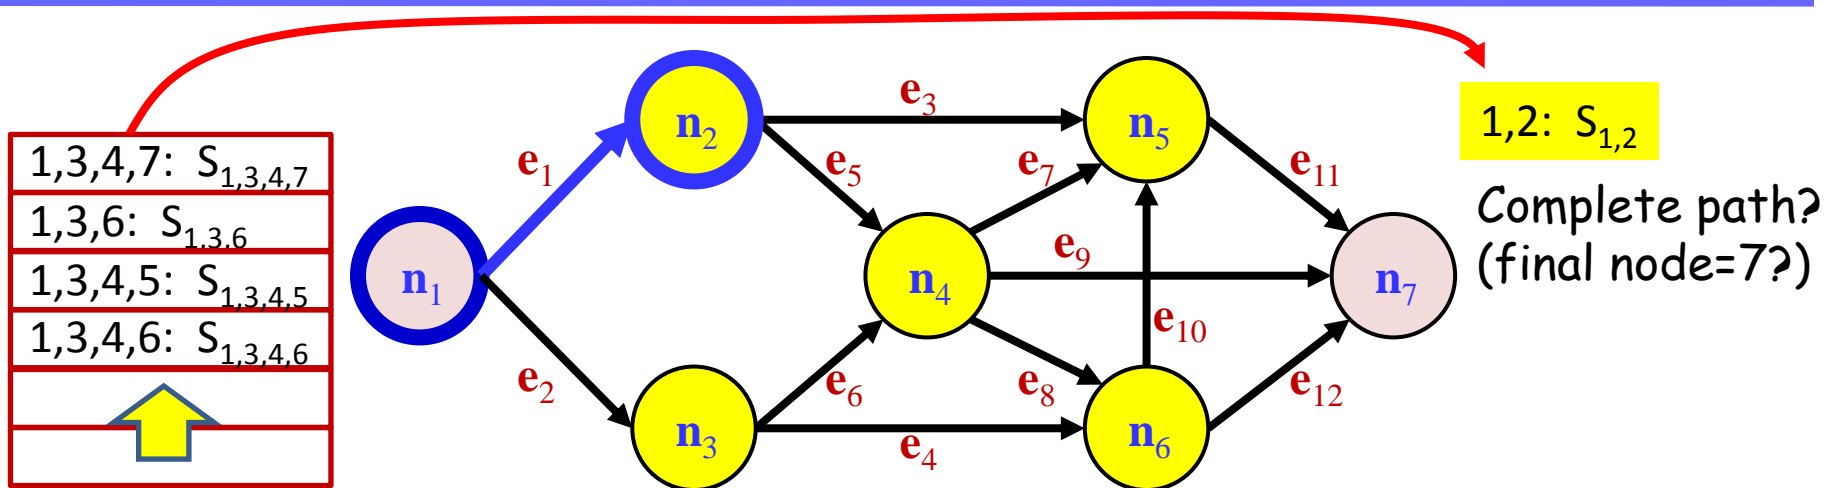 1,3,4,7: S1,3,4,7
1,3,6: S1,3,6
1,3,4,5: S1,3,4,5
1,3,4,6: S1,3,4,6
n1
n2
n3
n4
n5
n6
n7
e1
e2
e3
e4
e5
e6
e7
e8
e9
e10
e11
e12
1,2: S1,2
Complete path?
(final node=7?)